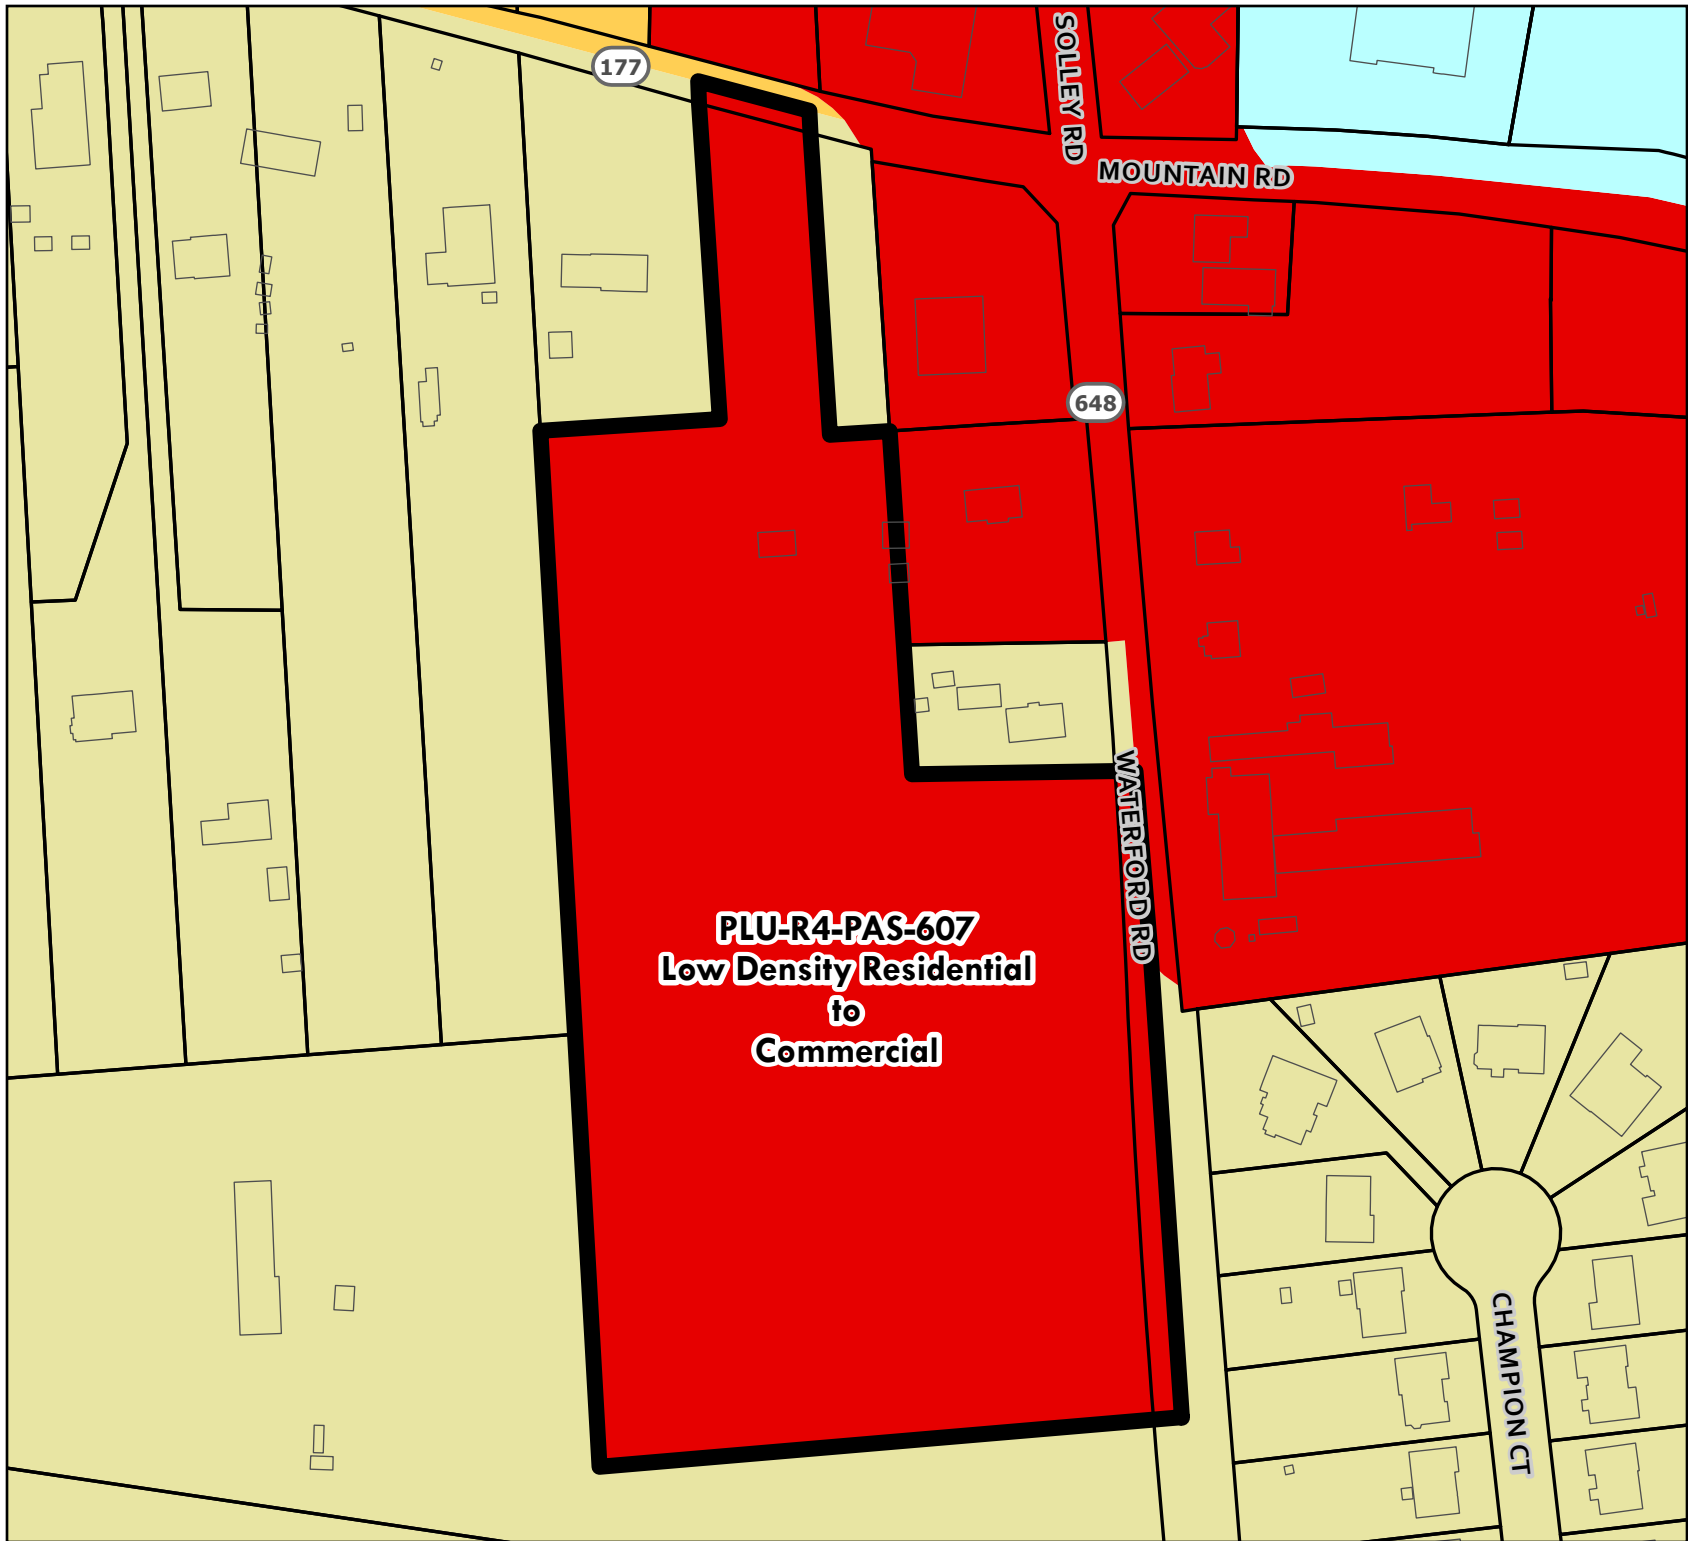 177
SOLLEY RD
MOUNTAIN RD
648
WATERFORD RD
PLU-R4-PAS-607
Low Density Residential
to
Commercial
CHAMPION CT